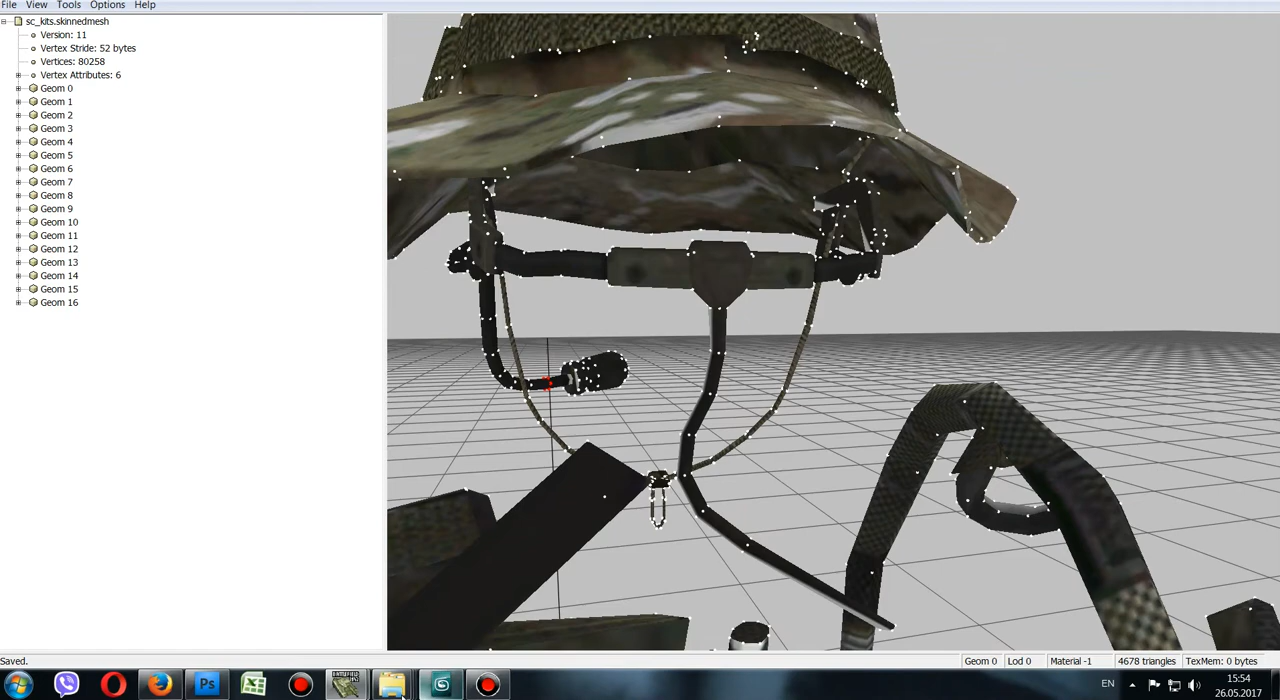 File View Tools Options Help
sc_kits.skinnedmesh
Version: 11
Vertex Stride: 52 bytes
Vertices: 80258
Vertex Attributes: 6
Geom 0
Geom 1
Geom 2
Geom 3
Geom 4
Geom 5
Geom 6
Geom 7
Geom 8
Geom 9
Geom 10
Geom 11
Geom 12
Geom 13
Geom 14
Geom 15
Geom 16
Saved. Geom 0 Lod 0 Material -1 4678 triangles TexMem: 0 bytes
Ps EN 15:54
26.05.2017